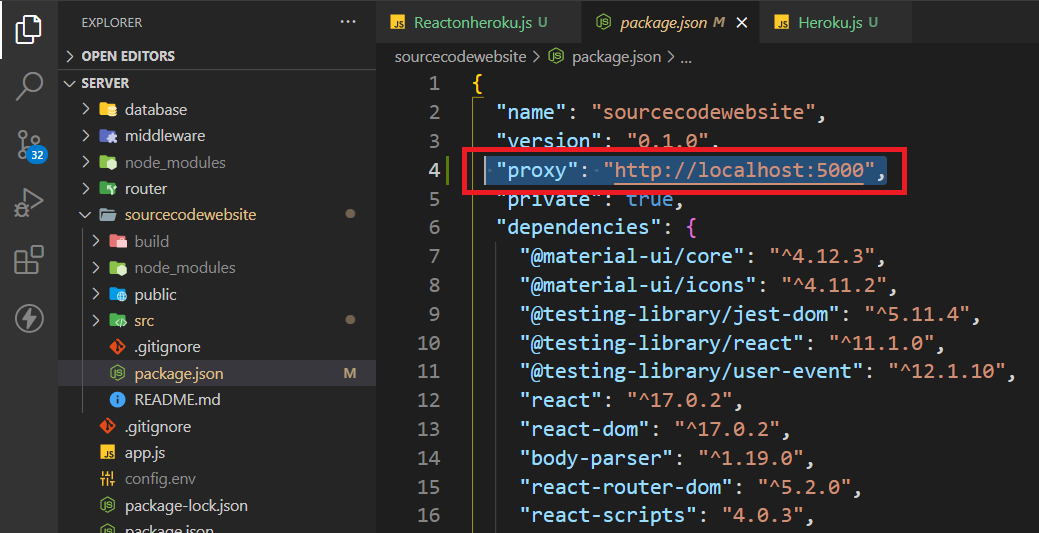 EXPLORER ...
OPEN EDITORS
SERVER
database
middleware
node_modules
router
sourcecodewebsite
build
node_modules
public
src
.gitignore
package.json M
README.md
.gitignore
JS app.js
config.env
package-lock.json
package.json
32
JS Reactonheroku.js U
package.json M
JS Heroku.js U
sourcecodewebsite > package.json > ...
1 {
2 "name": "sourcecodewebsite",
3 "version": "0.1.0",
4 "proxy": "http://localhost:5000",
5 "private": true,
6 "dependencies": {
7 "@material-ui/core": "^4.12.3",
8 "@material-ui/icons": "^4.11.2",
9 "@testing-library/jest-dom": "^5.11.4",
10 "@testing-library/react": "^11.1.0",
11 "@testing-library/user-event": "^12.1.10",
12 "react": "^17.0.2",
13 "react-dom": "^17.0.2",
14 "body-parser": "^1.19.0",
15 "react-router-dom": "^5.2.0",
16 "react-scripts": "4.0.3",